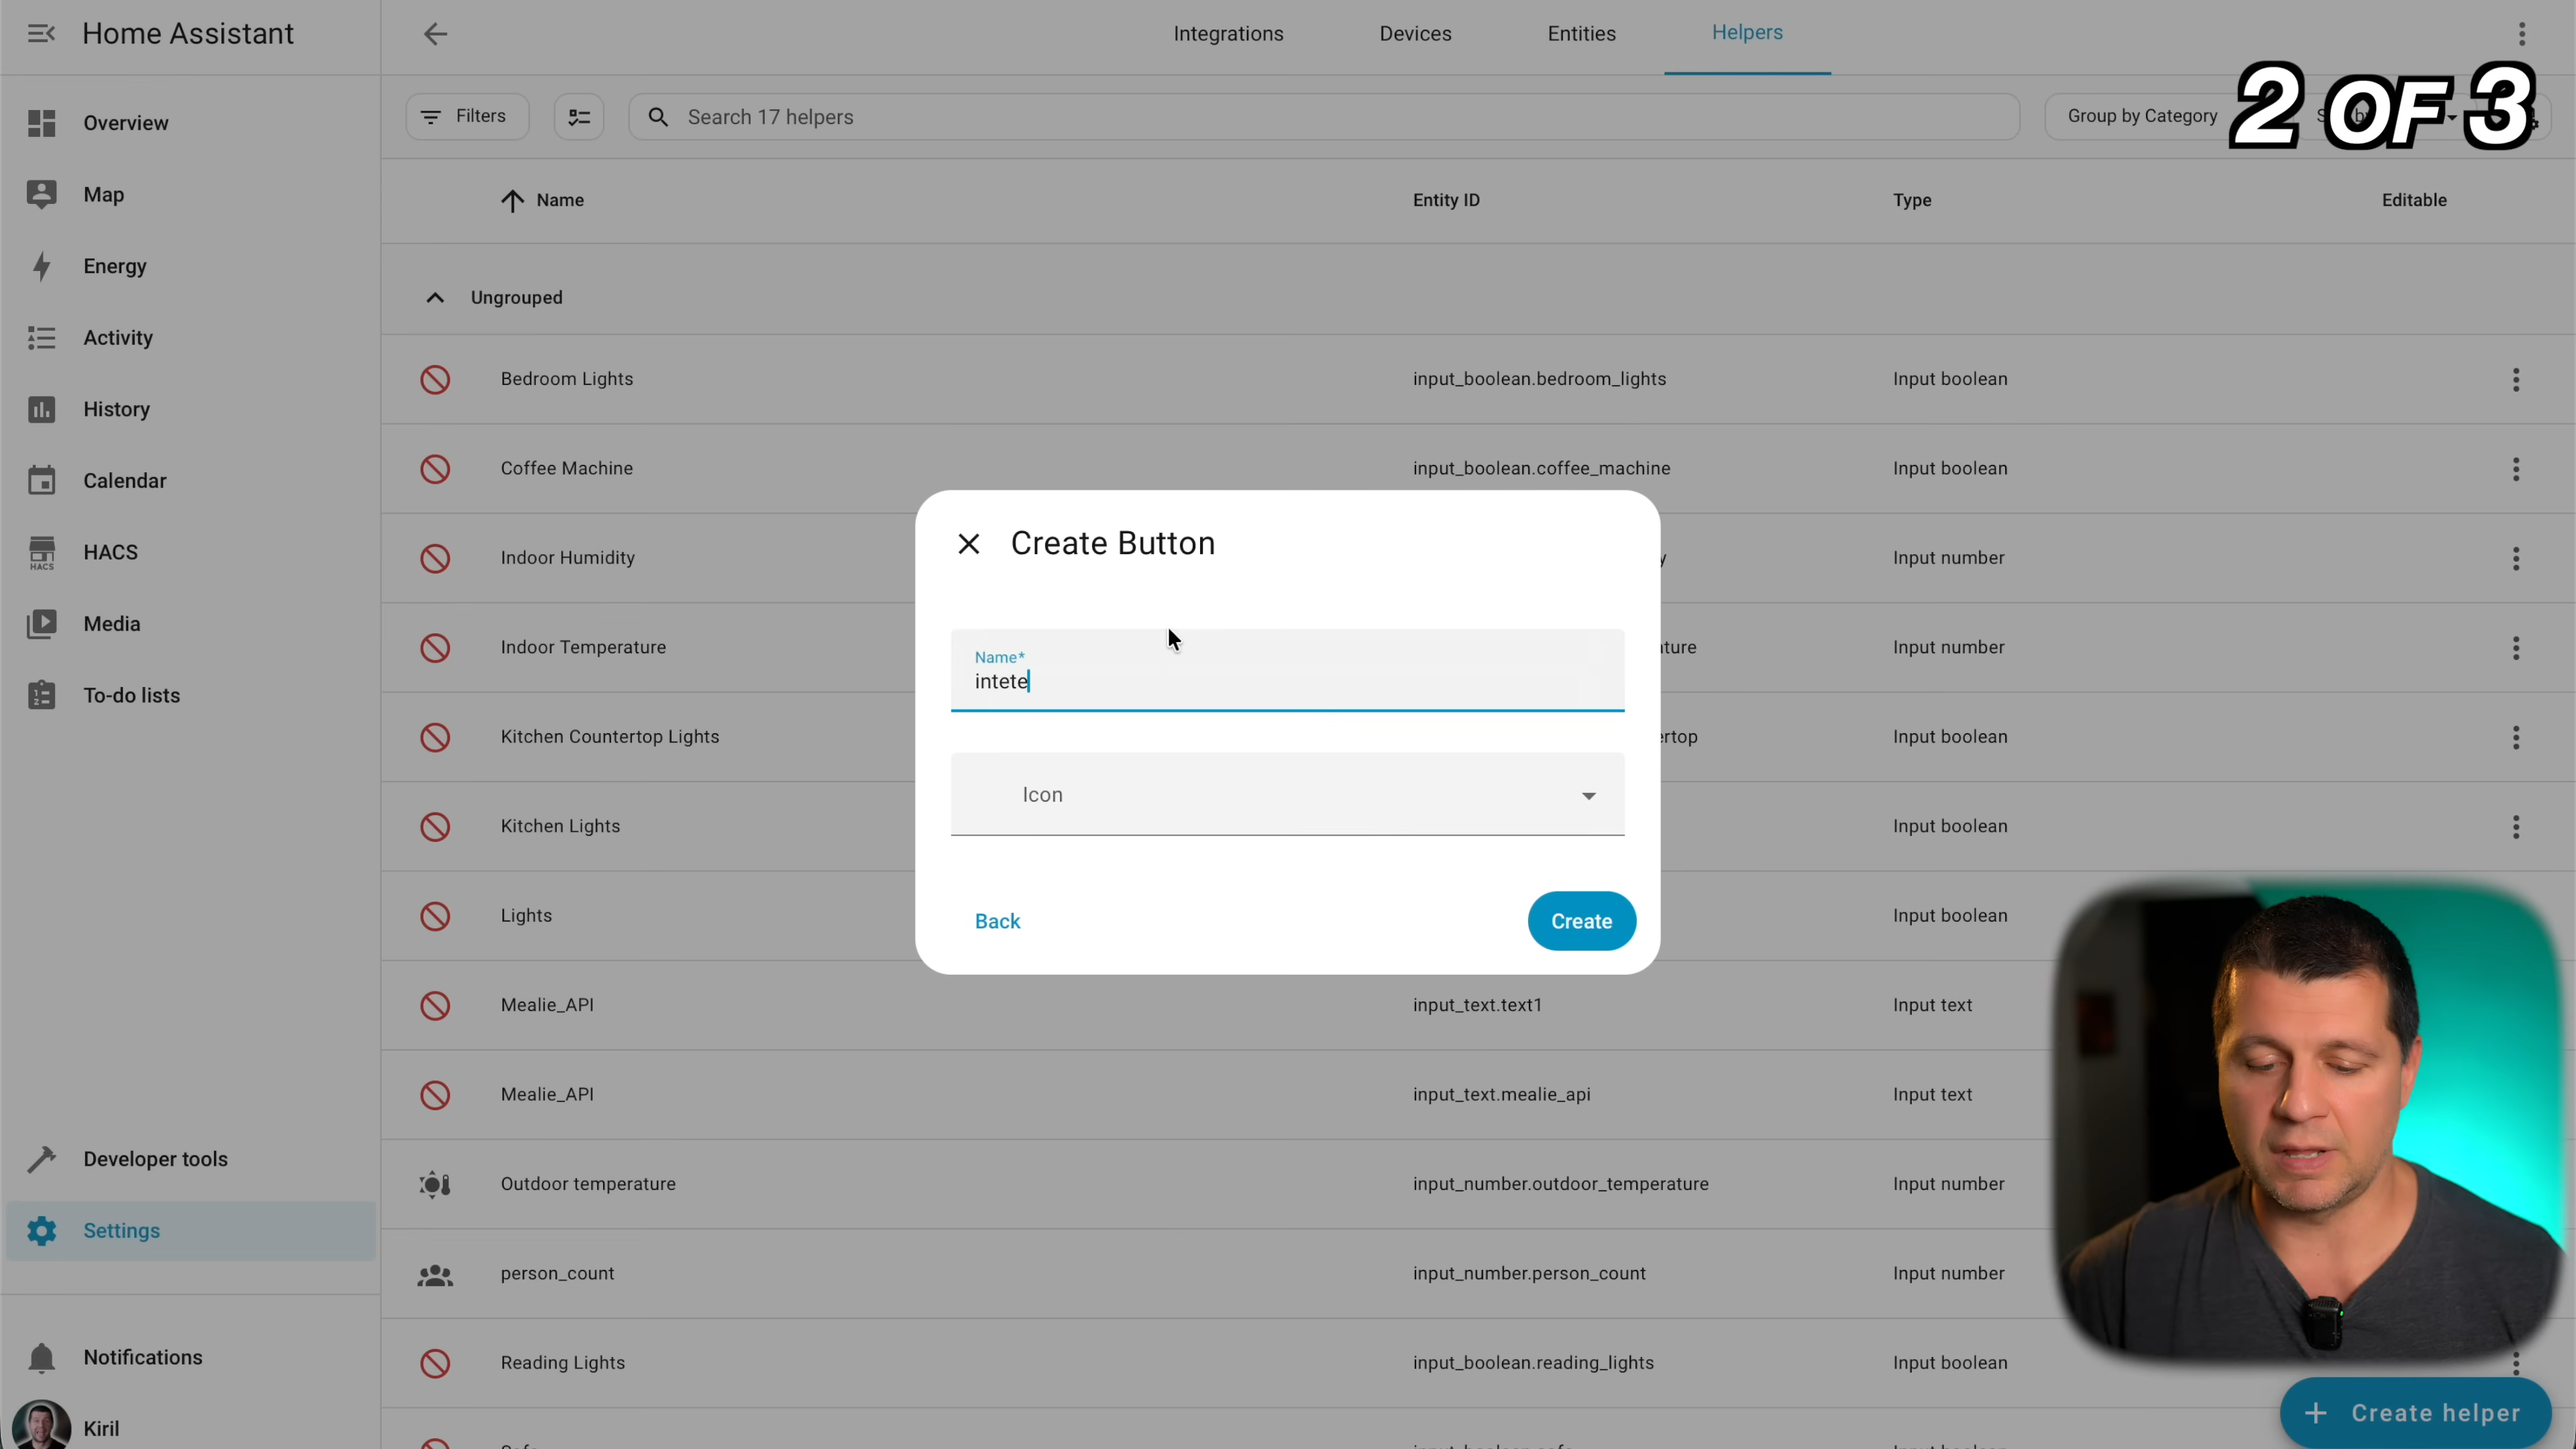 Home Assistant
Integrations
Devices
Entities
Helpers
2 OF 3
Filters
Search 17 helpers
Group by Category
Overview
Map
Energy
Activity
History
Calendar
HACS
HACS
Media
To-do lists
Developer tools
Settings
Notifications
Kiril
Name
Entity ID
Type
Editable
Ungrouped
Bedroom Lights
input_boolean.bedroom_lights
Input boolean
Coffee Machine
input_boolean.coffee_machine
Input boolean
Indoor Humidity
y
Input number
Indoor Temperature
ature
Input number
Kitchen Countertop Lights
ertop
Input boolean
Kitchen Lights
Input boolean
Lights
Input boolean
Mealie_API
input_text.text1
Input text
Mealie_API
input_text.mealie_api
Input text
Outdoor temperature
input_number.outdoor_temperature
Input number
person_count
input_number.person_count
Input number
Reading Lights
input_boolean.reading_lights
Input boolean
Create Button
Name*
intete
Icon
Back
Create
Create helper